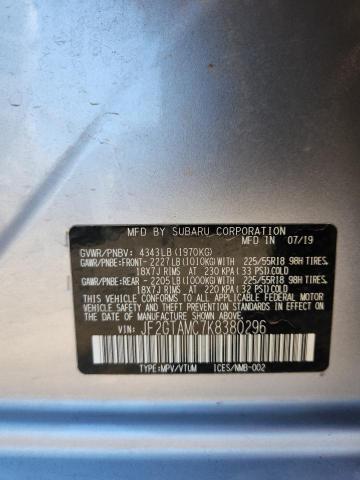 MFD BY SUBARU CORPORATION
MFD IN 07/19
GVWR/PNBV: 4343LB (1970KG)
GAWR/PNBE:FRONT- 2227LB(1010KG)WITH 225/55R18 98H TIRES,
18X7J RIMS AT 230 KPA(33 PSI)COLD
GAWR/PNBE:REAR - 2205LB(1000KG)WITH 225/55R18 98H TIRES,
18X7J RIMS AT 220 KPA(32 PSI)COLD
THIS VEHICLE CONFORMS TO ALL APPLICABLE FEDERAL MOTOR
VEHICLE SAFETY STANDARDS IN EFFECT ON THE
DATE OF MANUFACTURE SHOWN ABOVE.
VIN: JF2GTAMC7K8380296
TYPE:MPV/VTUM ICES/NMB-002